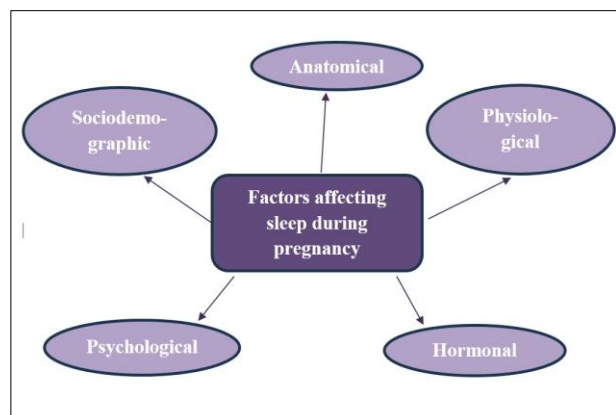 Anatomical
Sociodemo-
graphic
Physiolo-
gical
Factors affecting
sleep during
pregnancy
Psychological
Hormonal